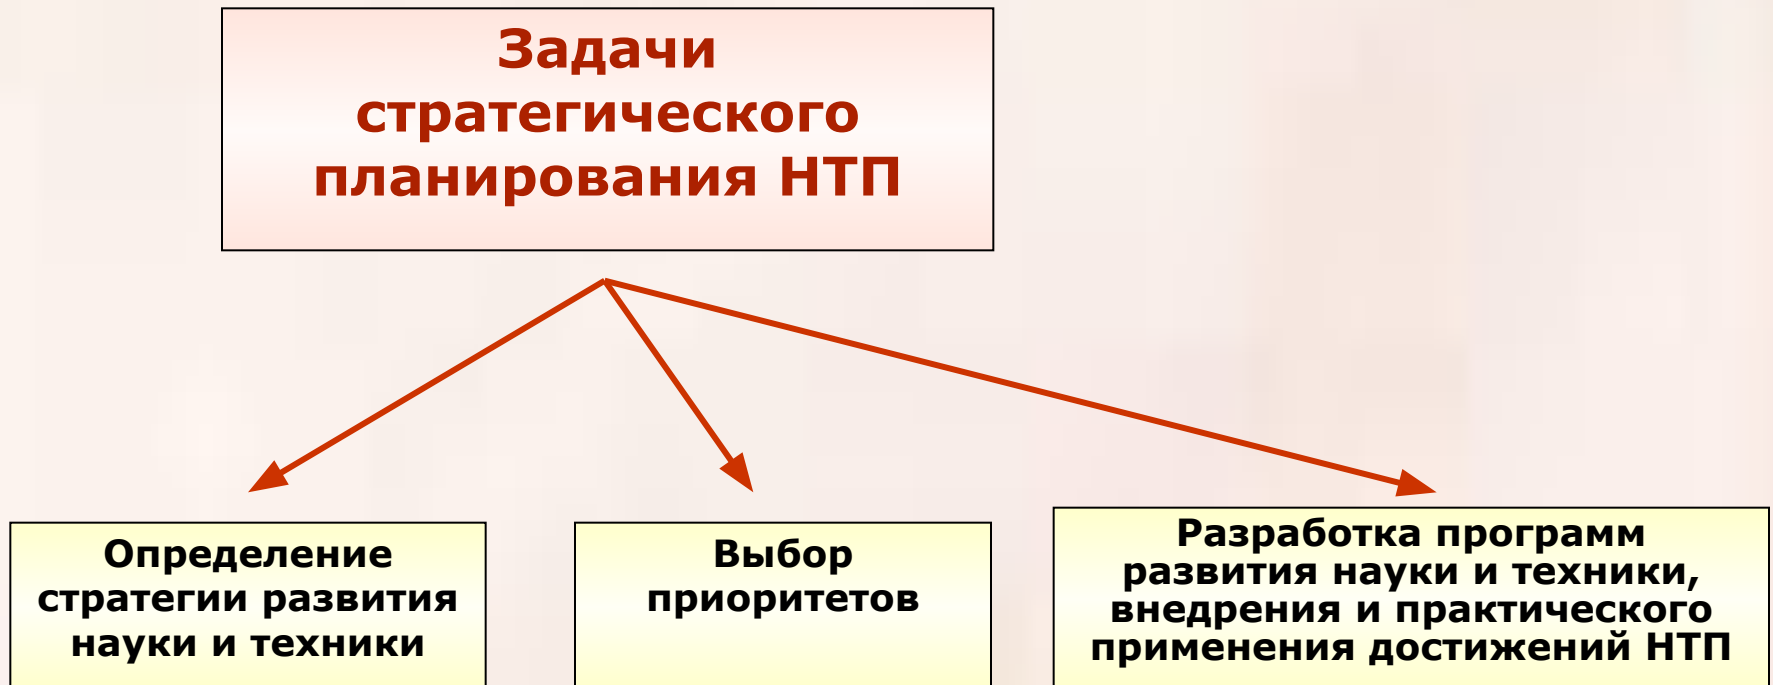 Задачи
стратегического
планирования НТП
Определение
стратегии развития
науки и техники
Выбор
приоритетов
Разработка программ
развития науки и техники,
внедрения и практического
применения достижений НТП